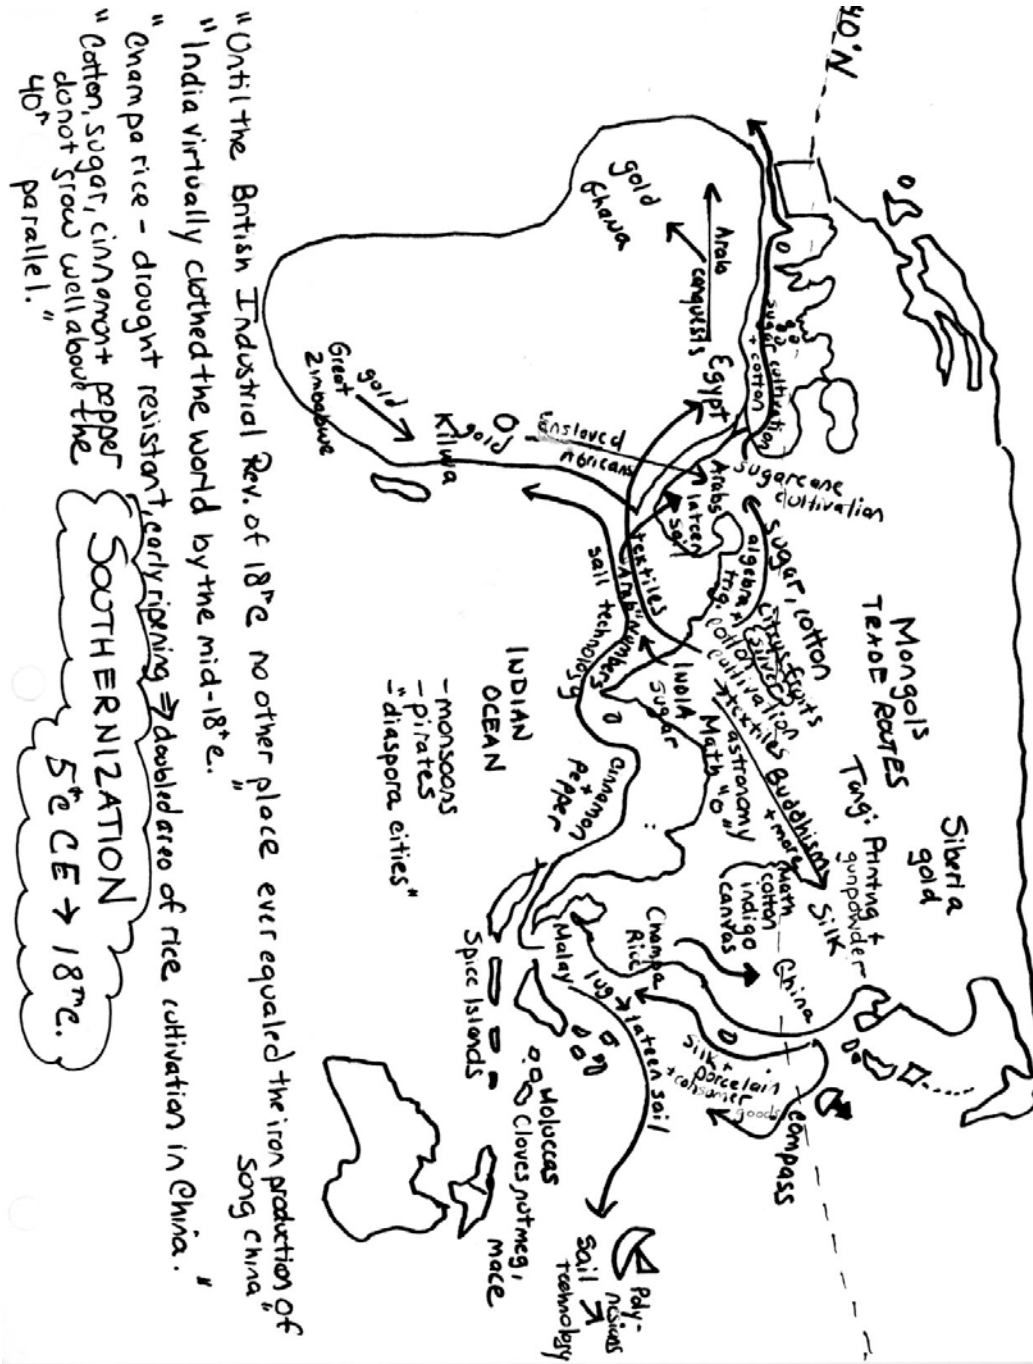 40°N
Mongols
TRADE ROUTES
Siberia
gold
Tang: Printing +
gunpowder
gold
Ghana
Arab
conquests
Egypt
sugar cultivation
+ cotton
sugarcane
cultivation
Arabs
lateen
sail
enslaved
Africans
sugar, cotton
citrus fruits
algebra +
trig.
silver
cotton
cultivation
→ textiles
textiles
"Arab" Numbers
sail technology
INDIA
sugar
astronomy
Math "0"
Buddhism
+ more
Math
cotton
indigo
canvas
Silk
China
Champa
Rice
silk +
porcelain
+ consumer
goods
compass
Great
Zimbabwe
gold
Kilwa
gold
INDIAN
OCEAN
- monsoons
- pirates
- "diaspora cities"
cinnamon
+
pepper
Malay
lug → lateen sail
Spice Islands
Moluccas
Cloves, nutmeg,
mace
Poly-
nesians
sail
technology
"Until the British Industrial Rev. of 18th c no other place ever equaled the iron production of
Song China"
"India virtually clothed the world by the mid-18th c."
"Champa rice - drought resistant, early ripening ⇒ doubled area of rice cultivation in China."
"Cotton, sugar, cinnamon + pepper
do not grow well above the
40th parallel."
SOUTHERNIZATION
5th C CE → 18th C.